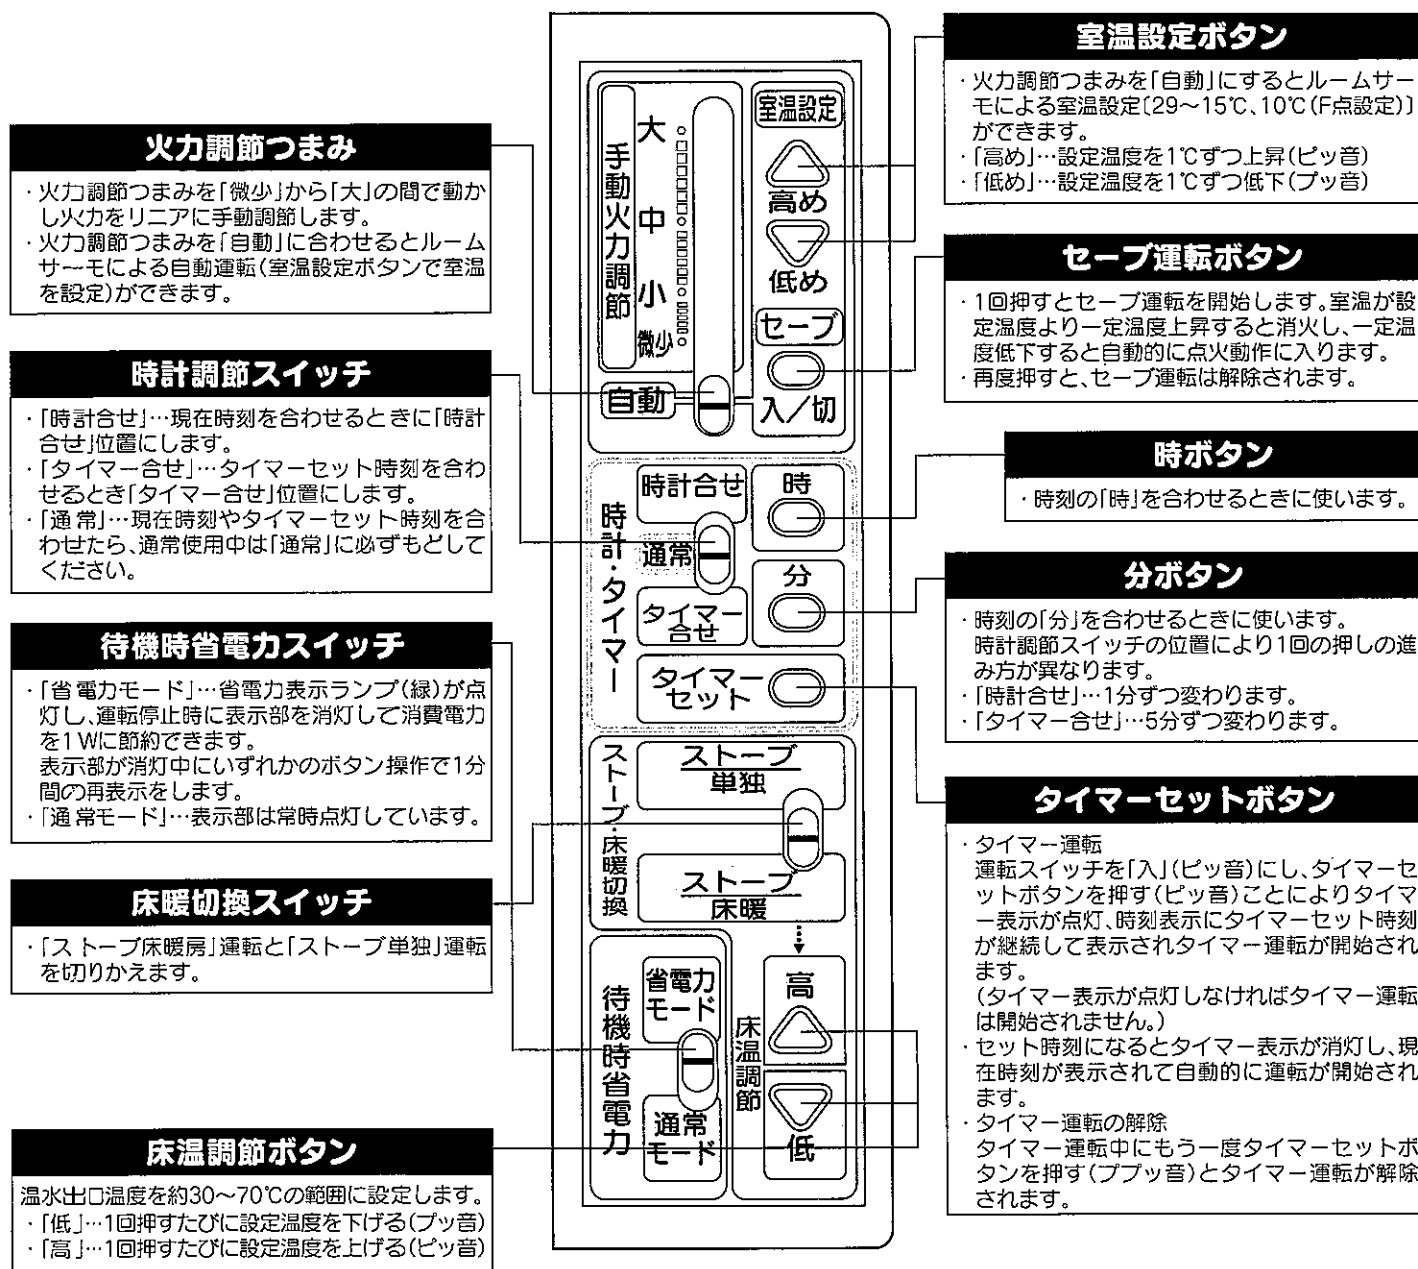 火力調節つまみ
・火力調節つまみを「微少」から「大」の間で動か
し火力をリニアに手動調節します。
・火力調節つまみを「自動」に合わせるとルーム
サーモによる自動運転(室温設定ボタンで室温
を設定)ができます。
時計調節スイッチ
・「時計合せ」…現在時刻を合わせるときに「時計
合せ」位置にします。
・「タイマー合せ」…タイマーセット時刻を合わ
せるとき「タイマー合せ」位置にします。
・「通常」…現在時刻やタイマーセット時刻を合
わせたら、通常使用中は「通常」に必ずもどして
ください。
待機時省電力スイッチ
・「省電力モード」…省電力表示ランプ(緑)が点
灯し、運転停止時に表示部を消灯して消費電力
を1Wに節約できます。
表示部が消灯中にいずれかのボタン操作で1分
間の再表示をします。
・「通常モード」…表示部は常時点灯しています。
床暖切換スイッチ
・「ストーブ床暖房」運転と「ストーブ単独」運転
を切りかえます。
床温調節ボタン
温水出口温度を約30〜70℃の範囲に設定します。
・「低」…1回押すたびに設定温度を下げる(プッ音)
・「高」…1回押すたびに設定温度を上げる(ピッ音)
手動火力調節
大
中
小
微少
自動
室温設定
高め
低め
セーブ
入/切
時計・タイマー
時計合せ
通常
タイマー
合せ
時
分
タイマー
セット
ストーブ・床暖切換
ストーブ
単独
ストーブ
床暖
待機時省電力
省電力
モード
通常
モード
床温調節
高
低
室温設定ボタン
・火力調節つまみを「自動」にするとルームサー
モによる室温設定〔29〜15℃、10℃(F点設定)〕
ができます。
・「高め」…設定温度を1℃ずつ上昇(ピッ音)
・「低め」…設定温度を1℃ずつ低下(プッ音)
セーブ運転ボタン
・1回押すとセーブ運転を開始します。室温が設
定温度より一定温度上昇すると消火し、一定温
度低下すると自動的に点火動作に入ります。
・再度押すと、セーブ運転は解除されます。
時ボタン
・時刻の「時」を合わせるときに使います。
分ボタン
・時刻の「分」を合わせるときに使います。
時計調節スイッチの位置により1回の押しの進
み方が異なります。
・「時計合せ」…1分ずつ変わります。
・「タイマー合せ」…5分ずつ変わります。
タイマーセットボタン
・タイマー運転
運転スイッチを「入」(ピッ音)にし、タイマーセ
ットボタンを押す(ピッ音)ことによりタイマ
ー表示が点灯、時刻表示にタイマーセット時刻
が継続して表示されタイマー運転が開始され
ます。
(タイマー表示が点灯しなければタイマー運転
は開始されません。)
・セット時刻になるとタイマー表示が消灯し、現
在時刻が表示されて自動的に運転が開始され
ます。
・タイマー運転の解除
タイマー運転中にもう一度タイマーセットボ
タンを押す(ププッ音)とタイマー運転が解除
されます。